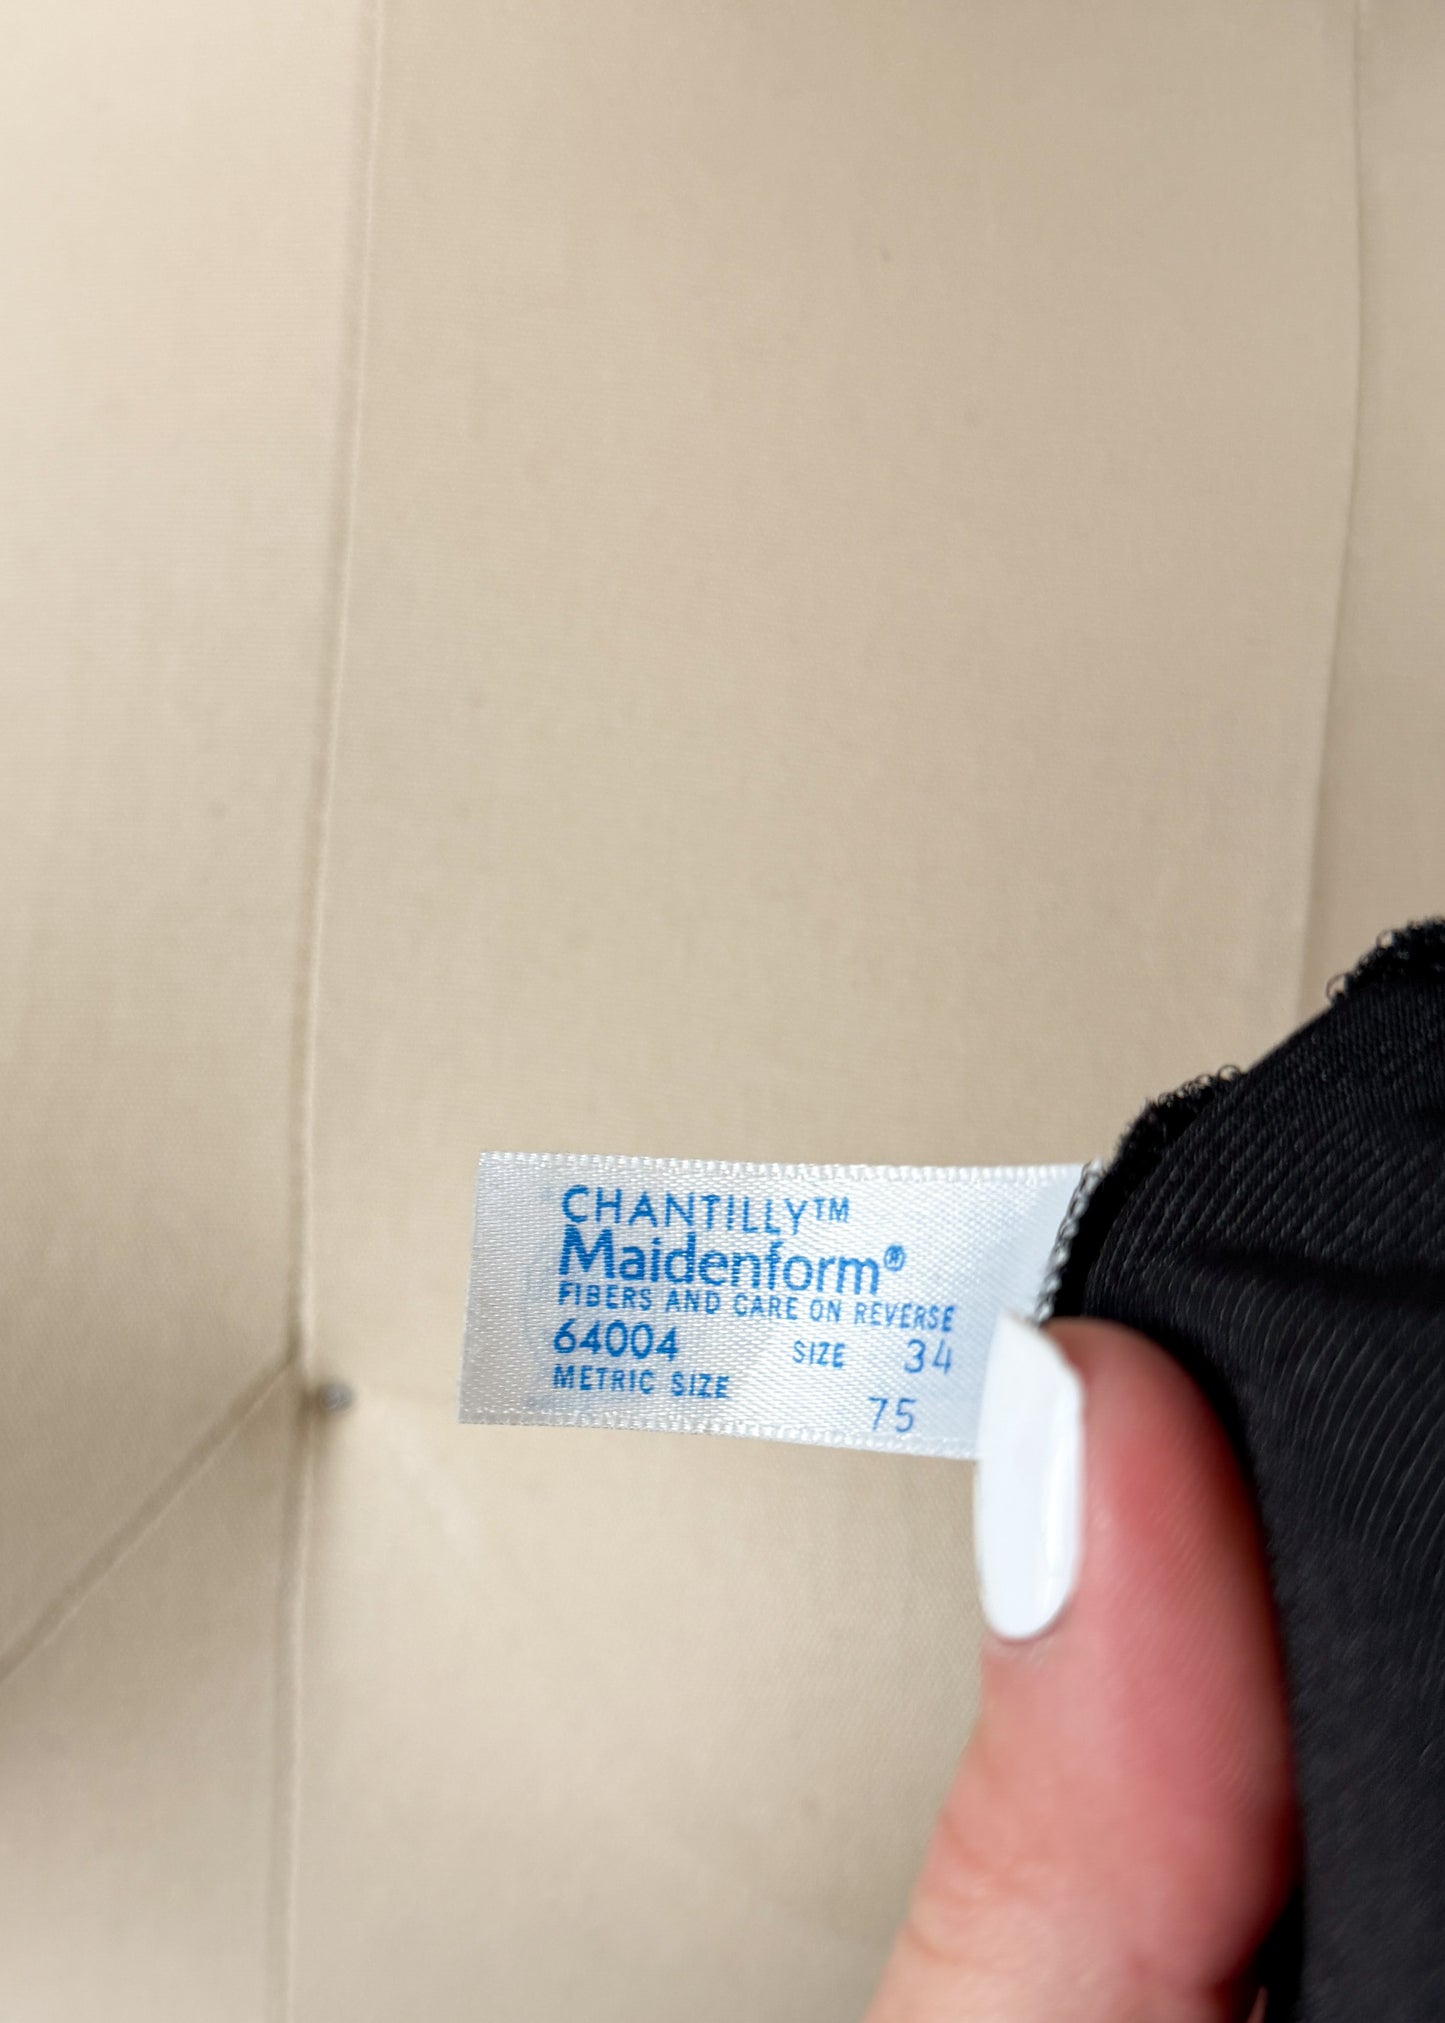 CHANTILLY™
Maidenform®
FIBERS AND CARE ON REVERSE
64004 SIZE 34
METRIC SIZE
75